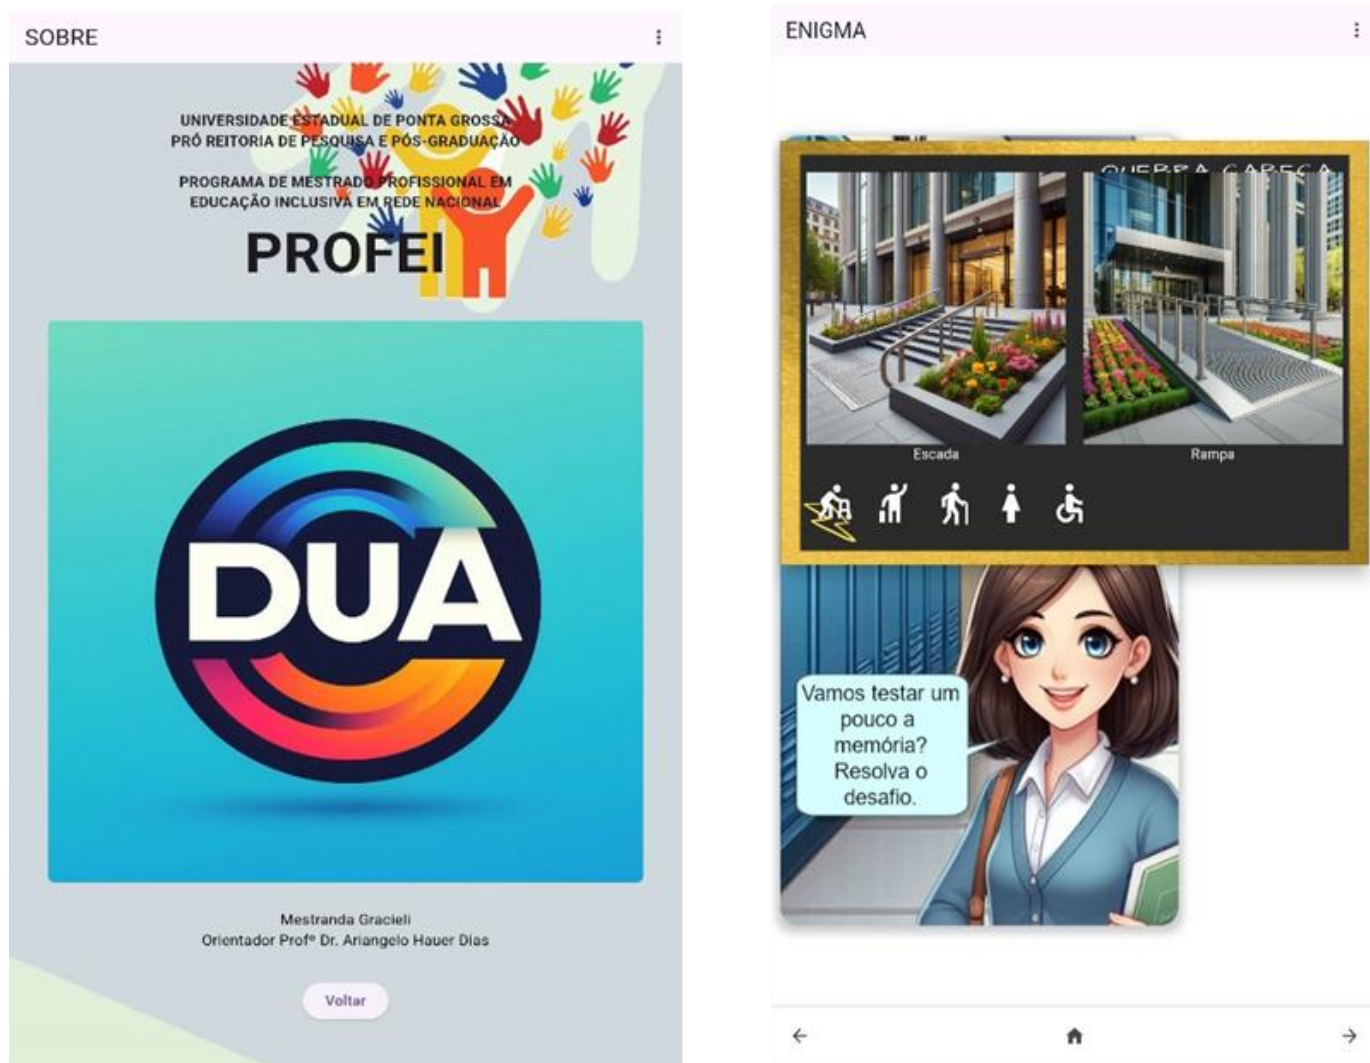 SOBRE
UNIVERSIDADE ESTADUAL DE PONTA GROSSA
PRÓ REITORIA DE PESQUISA E PÓS-GRADUAÇÃO
PROGRAMA DE MESTRADO PROFISSIONAL EM
EDUCAÇÃO INCLUSIVA EM REDE NACIONAL
PROFEI
DUA
Mestranda Gracieli
Orientador Profº Dr. Ariangelo Hauer Dias
Voltar
ENIGMA
QUEBRA CABEÇA
Escada
Rampa
Vamos testar um
pouco a
memória?
Resolva o
desafio.